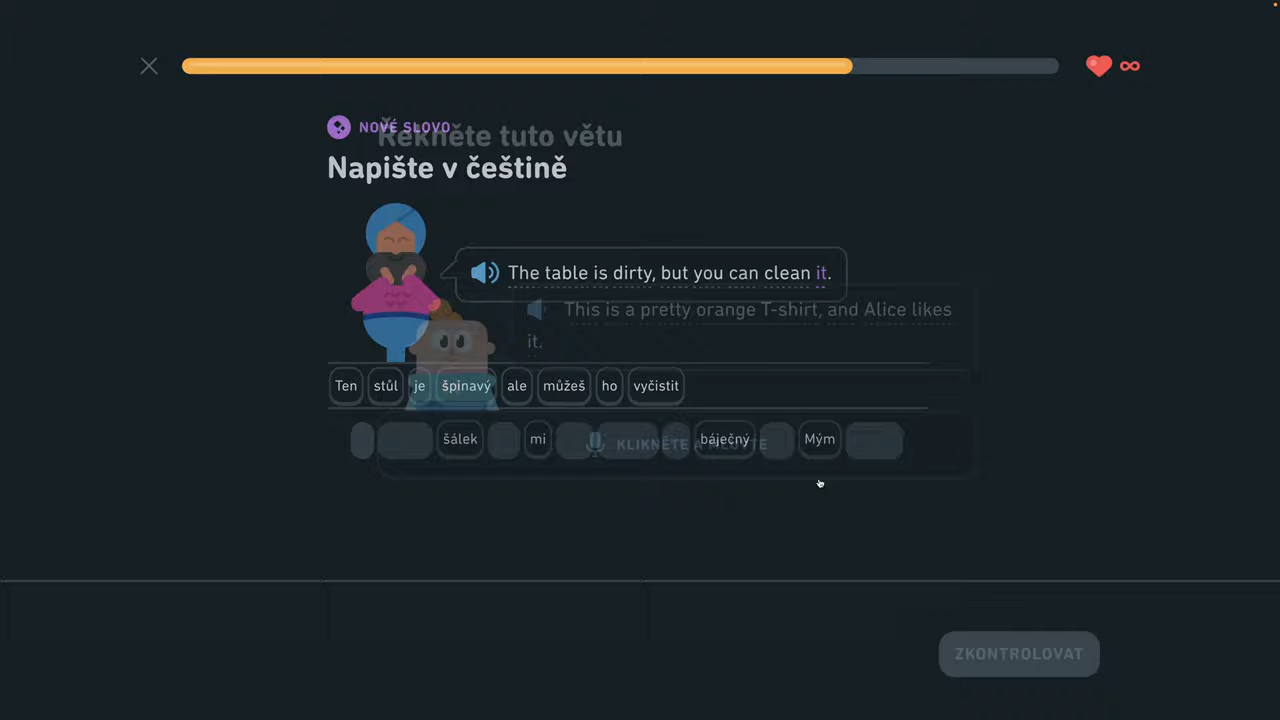 NOVÉ SLOVO
Řekněte tuto větu
Napište v češtině
The table is dirty, but you can clean it.
This is a pretty orange T-shirt, and Alice likes
it.
Ten stůl je špinavý ale můžeš ho vyčistit
šálek mi báječný Mým
KLIKNĚTE A MLUVTE
ZKONTROLOVAT